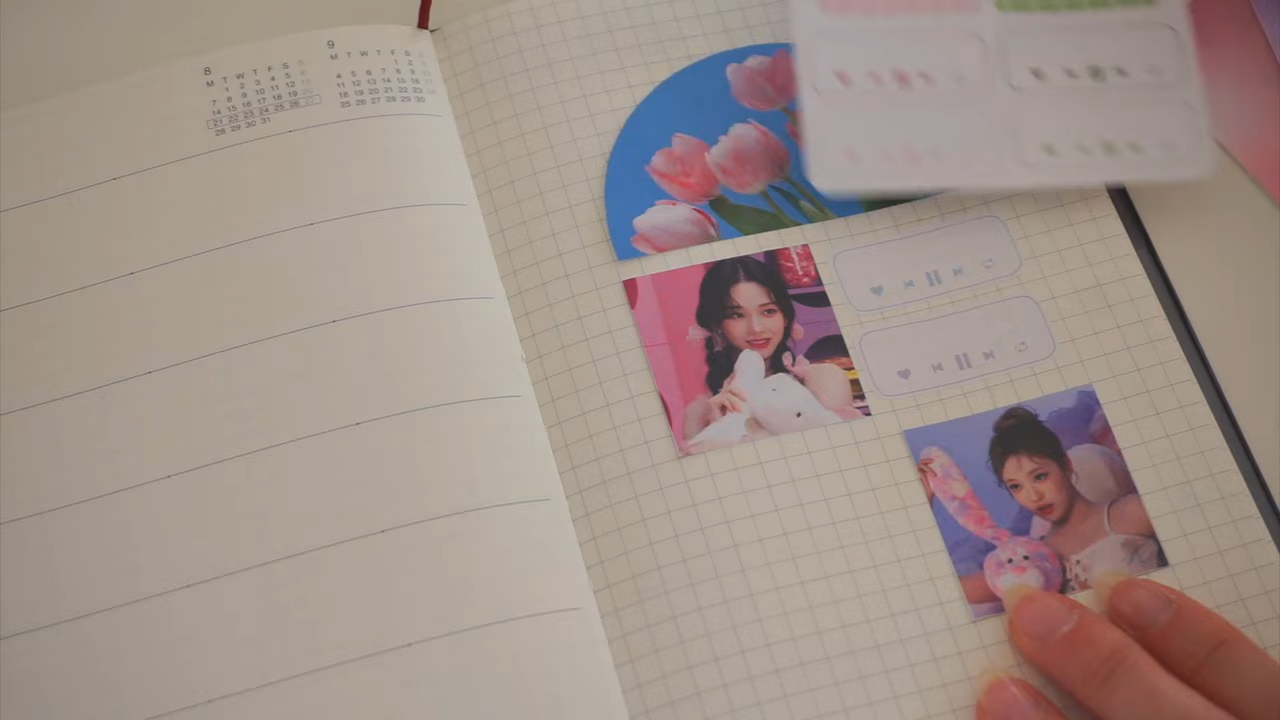 8
M T W T F S S
1 2 3 4 5 6
7 8 9 10 11 12 13
14 15 16 17 18 19 20
21 22 23 24 25 26 27
28 29 30 31
9
M T W T F S S
1 2 3
4 5 6 7 8 9 10
11 12 13 14 15 16 17
18 19 20 21 22 23 24
25 26 27 28 29 30